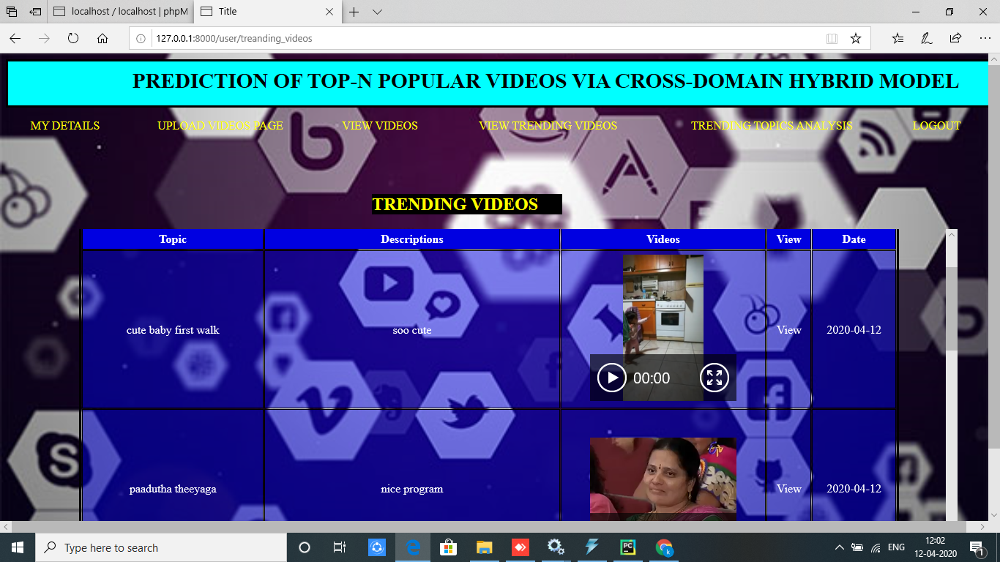 localhost / localhost | phpM
Title
127.0.0.1:8000/user/treanding_videos
PREDICTION OF TOP-N POPULAR VIDEOS VIA CROSS-DOMAIN HYBRID MODEL
MY DETAILS UPLOAD VIDEOS PAGE VIEW VIDEOS VIEW TRENDING VIDEOS TRENDING TOPICS ANALYSIS LOGOUT
TRENDING VIDEOS
Topic Descriptions Videos View Date
cute baby first walk soo cute View 2020-04-12
00:00
paadutha theeyaga nice program View 2020-04-12
Type here to search
ENG
12:02
12-04-2020
1